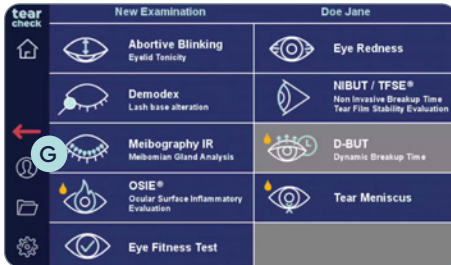 tear
check
New Examination
Doe Jane
Abortive Blinking
Eyelid Tonicity
Eye Redness
Demodex
Lash base alteration
NIBUT / TFSE®
Non Invasive Breakup Time
Tear Film Stability Evaluation
G
Meibography IR
Meibomian Gland Analysis
D-BUT
Dynamic Breakup Time
OSIE®
Ocular Surface Inflammatory
Evaluation
Tear Meniscus
Eye Fitness Test